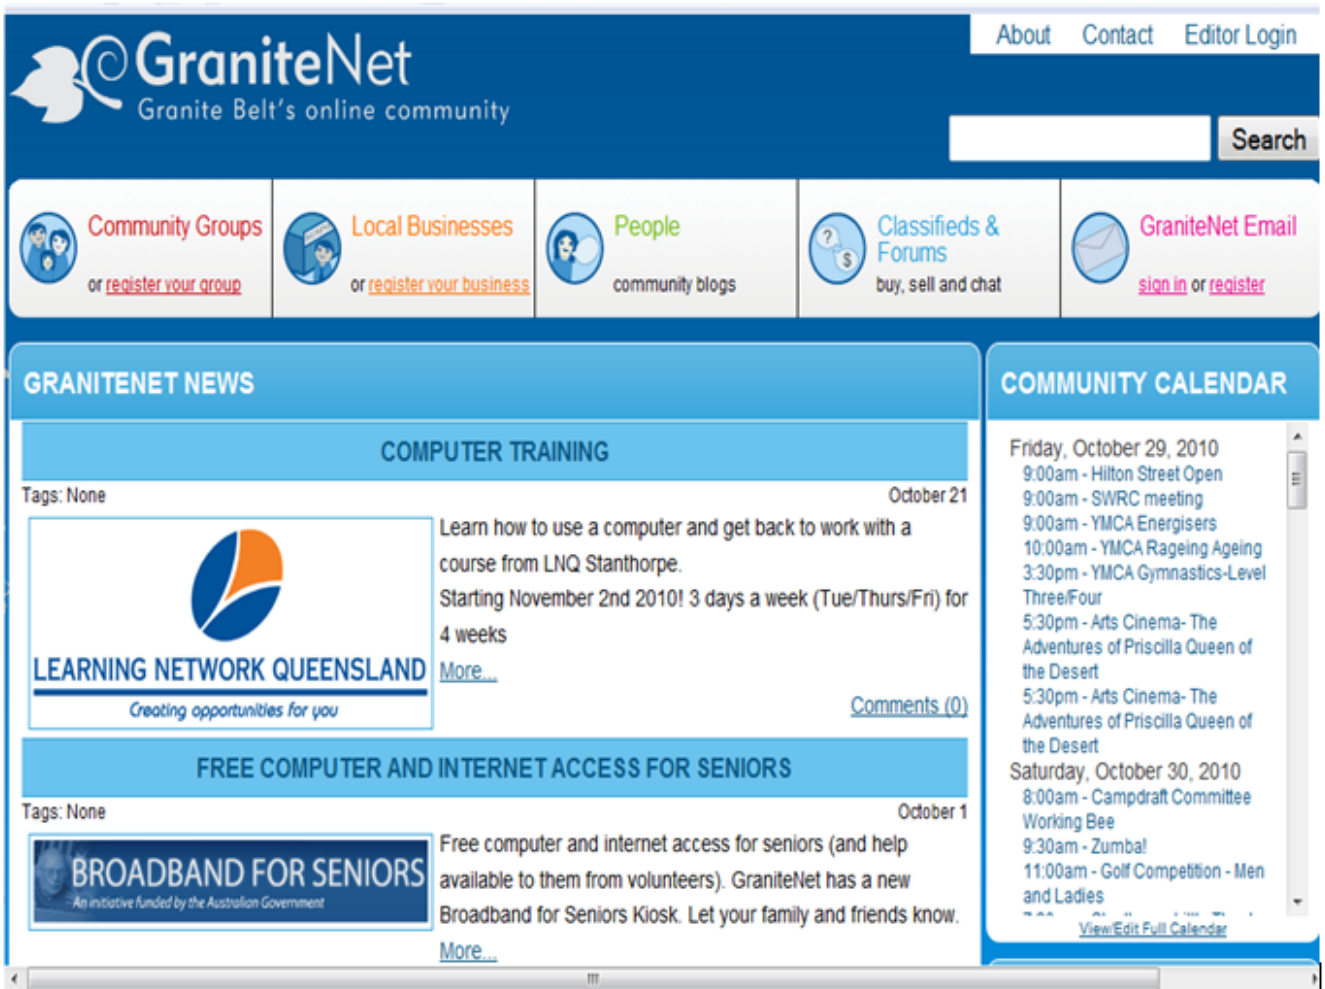 About Contact Editor Login
GraniteNet
Granite Belt's online community
Search
Community Groups
or register your group
Local Businesses
or register your business
People
community blogs
Classifieds &
Forums
buy, sell and chat
GraniteNet Email
sign in or register
GRANITENET NEWS
COMPUTER TRAINING
Tags: None
October 21
LEARNING NETWORK QUEENSLAND
Creating opportunities for you
Learn how to use a computer and get back to work with a
course from LNQ Stanthorpe.
Starting November 2nd 2010! 3 days a week (Tue/Thurs/Fri) for
4 weeks
More...
Comments (0)
FREE COMPUTER AND INTERNET ACCESS FOR SENIORS
Tags: None
October 1
BROADBAND FOR SENIORS
An initiative funded by the Australian Government
Free computer and internet access for seniors (and help
available to them from volunteers). GraniteNet has a new
Broadband for Seniors Kiosk. Let your family and friends know.
More...
COMMUNITY CALENDAR
Friday, October 29, 2010
9:00am - Hilton Street Open
9:00am - SWRC meeting
9:00am - YMCA Energisers
10:00am - YMCA Rageing Ageing
3:30pm - YMCA Gymnastics-Level
Three/Four
5:30pm - Arts Cinema- The
Adventures of Priscilla Queen of
the Desert
5:30pm - Arts Cinema- The
Adventures of Priscilla Queen of
the Desert
Saturday, October 30, 2010
8:00am - Campdraft Committee
Working Bee
9:30am - Zumba!
11:00am - Golf Competition - Men
and Ladies
View/Edit Full Calendar